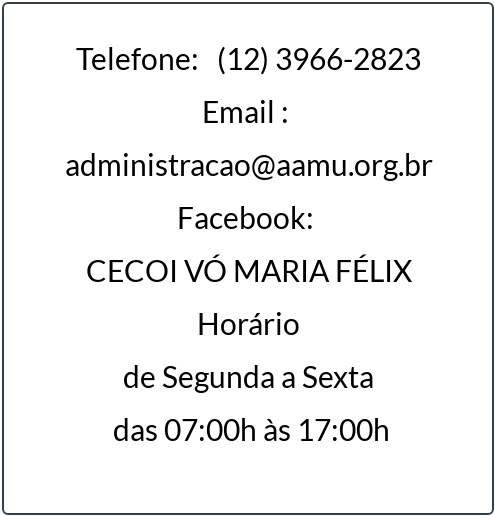 Telefone: (12) 3966-2823
Email :
administracao@aamu.org.br
Facebook:
CECOI VÓ MARIA FÉLIX
Horário
de Segunda a Sexta
das 07:00h às 17:00h